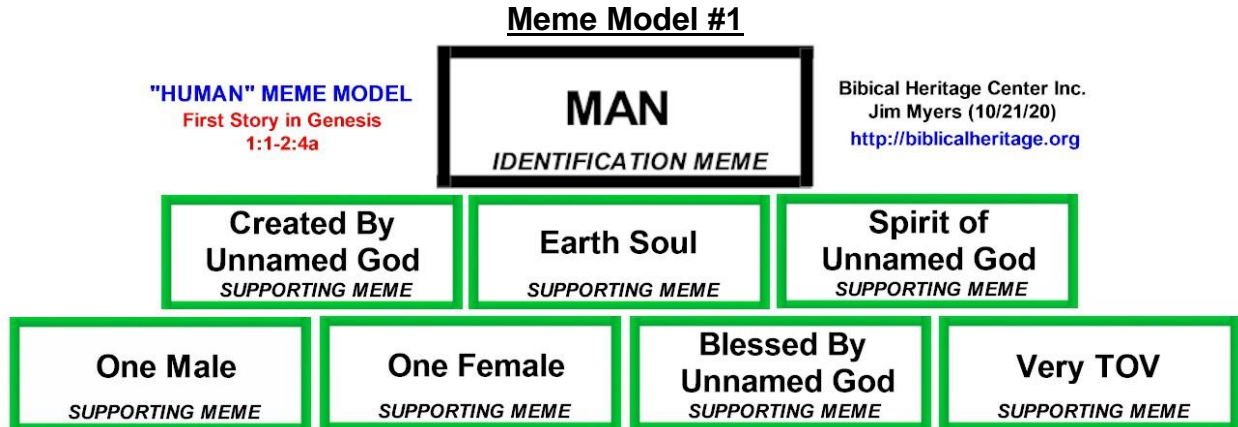 Meme Model #1
"HUMAN" MEME MODEL
First Story in Genesis
1:1-2:4a
MAN
IDENTIFICATION MEME
Bibical Heritage Center Inc.
Jim Myers (10/21/20)
http://biblicalheritage.org
Created By
Unnamed God
SUPPORTING MEME
Earth Soul
SUPPORTING MEME
Spirit of
Unnamed God
SUPPORTING MEME
One Male
SUPPORTING MEME
One Female
SUPPORTING MEME
Blessed By
Unnamed God
SUPPORTING MEME
Very TOV
SUPPORTING MEME